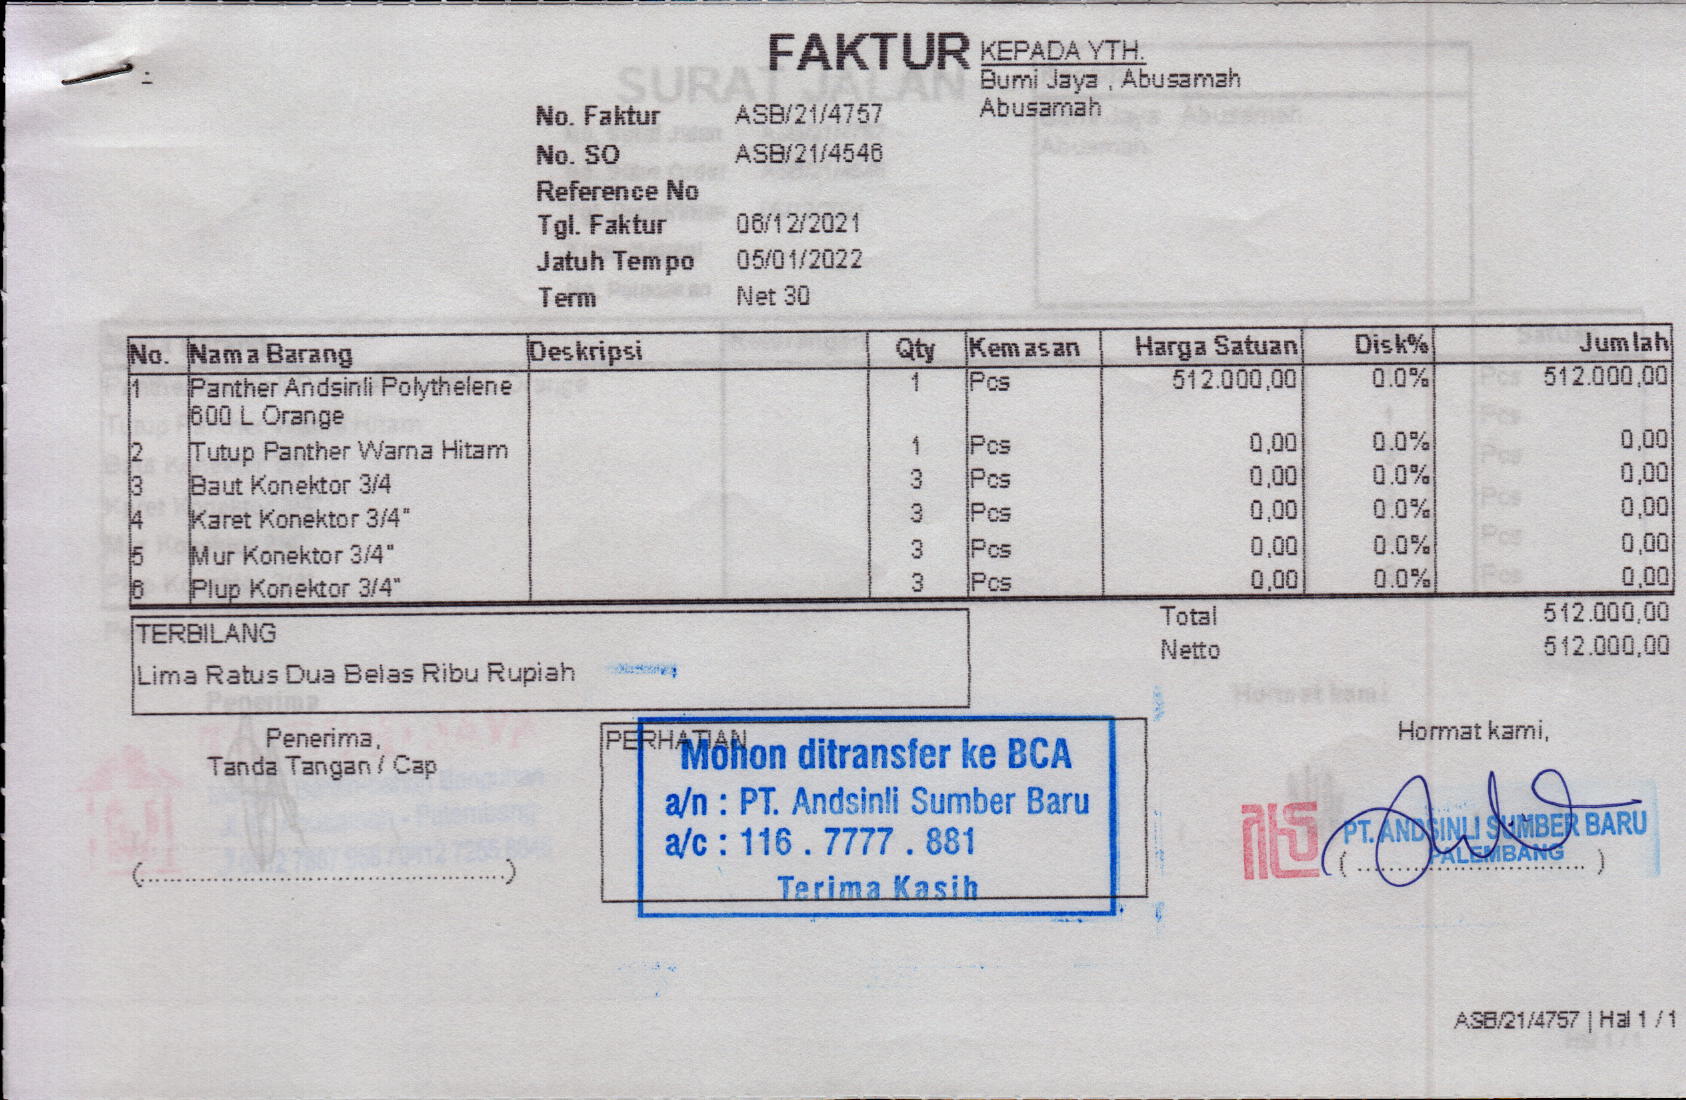 FAKTUR
KEPADA YTH.
Bumi Jaya , Abusamah
Abusamah
No. Faktur ASB/21/4757
No. SO ASB/21/4546
Reference No
Tgl. Faktur 06/12/2021
Jatuh Tempo 05/01/2022
Term Net 30
SURAT JALAN
No. Nama Barang Deskripsi Qty Kemasan Harga Satuan Disk% Jumlah
1 Panther Andsinli Polythelene 1 Pcs 512.000,00 0.0% 512.000,00
600 L Orange
2 Tutup Panther Warna Hitam 1 Pcs 0,00 0.0% 0,00
3 Baut Konektor 3/4 3 Pcs 0,00 0.0% 0,00
4 Karet Konektor 3/4" 3 Pcs 0,00 0.0% 0,00
5 Mur Konektor 3/4" 3 Pcs 0,00 0.0% 0,00
6 Plup Konektor 3/4" 3 Pcs 0,00 0.0% 0,00
Total 512.000,00
Netto 512.000,00
TERBILANG
Lima Ratus Dua Belas Ribu Rupiah
Penerima,
Tanda Tangan / Cap
(..................................................)
PERHATIAN
Mohon ditransfer ke BCA
a/n : PT. Andsinli Sumber Baru
a/c : 116 . 7777 . 881
Terima Kasih
Hormat kami,
PT. ANDSINLI SUMBER BARU
PALEMBANG
( .................................. )
ASB/21/4757 | Hal 1 / 1